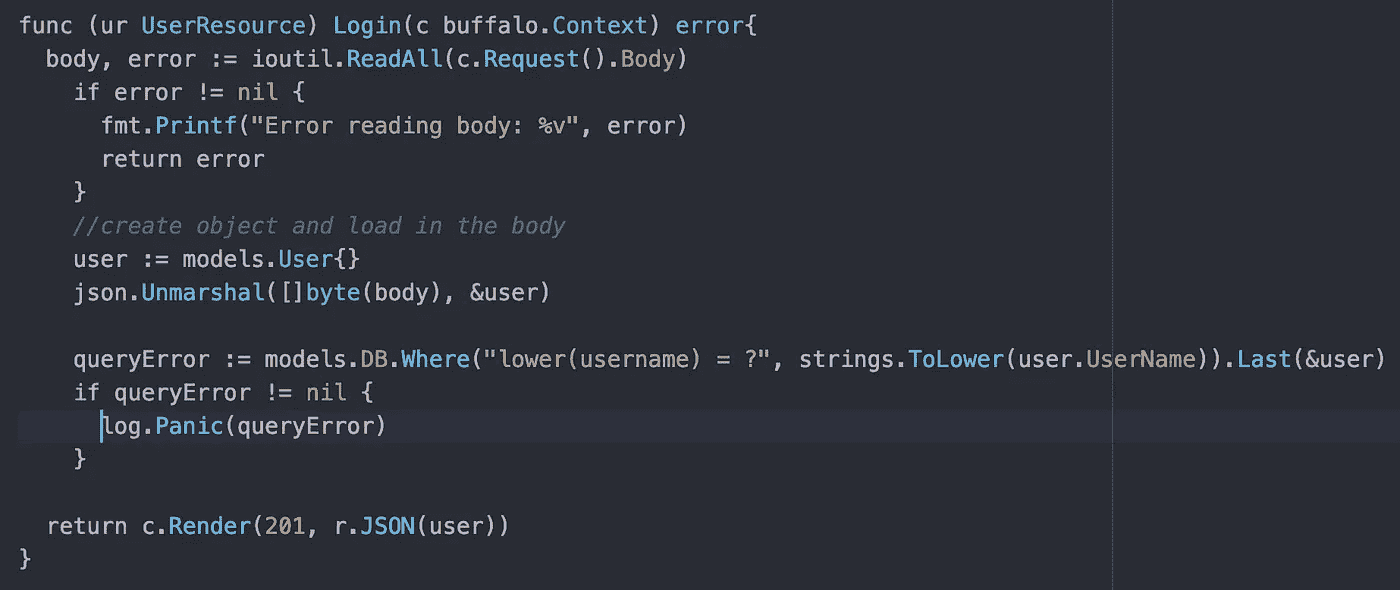 func (ur UserResource) Login(c buffalo.Context) error{
  body, error := ioutil.ReadAll(c.Request().Body)
    if error != nil {
      fmt.Printf("Error reading body: %v", error)
      return error
    }
    //create object and load in the body
    user := models.User{}
    json.Unmarshal([]byte(body), &user)

    queryError := models.DB.Where("lower(username) = ?", strings.ToLower(user.UserName)).Last(&user)
    if queryError != nil {
      log.Panic(queryError)
    }

  return c.Render(201, r.JSON(user))
}